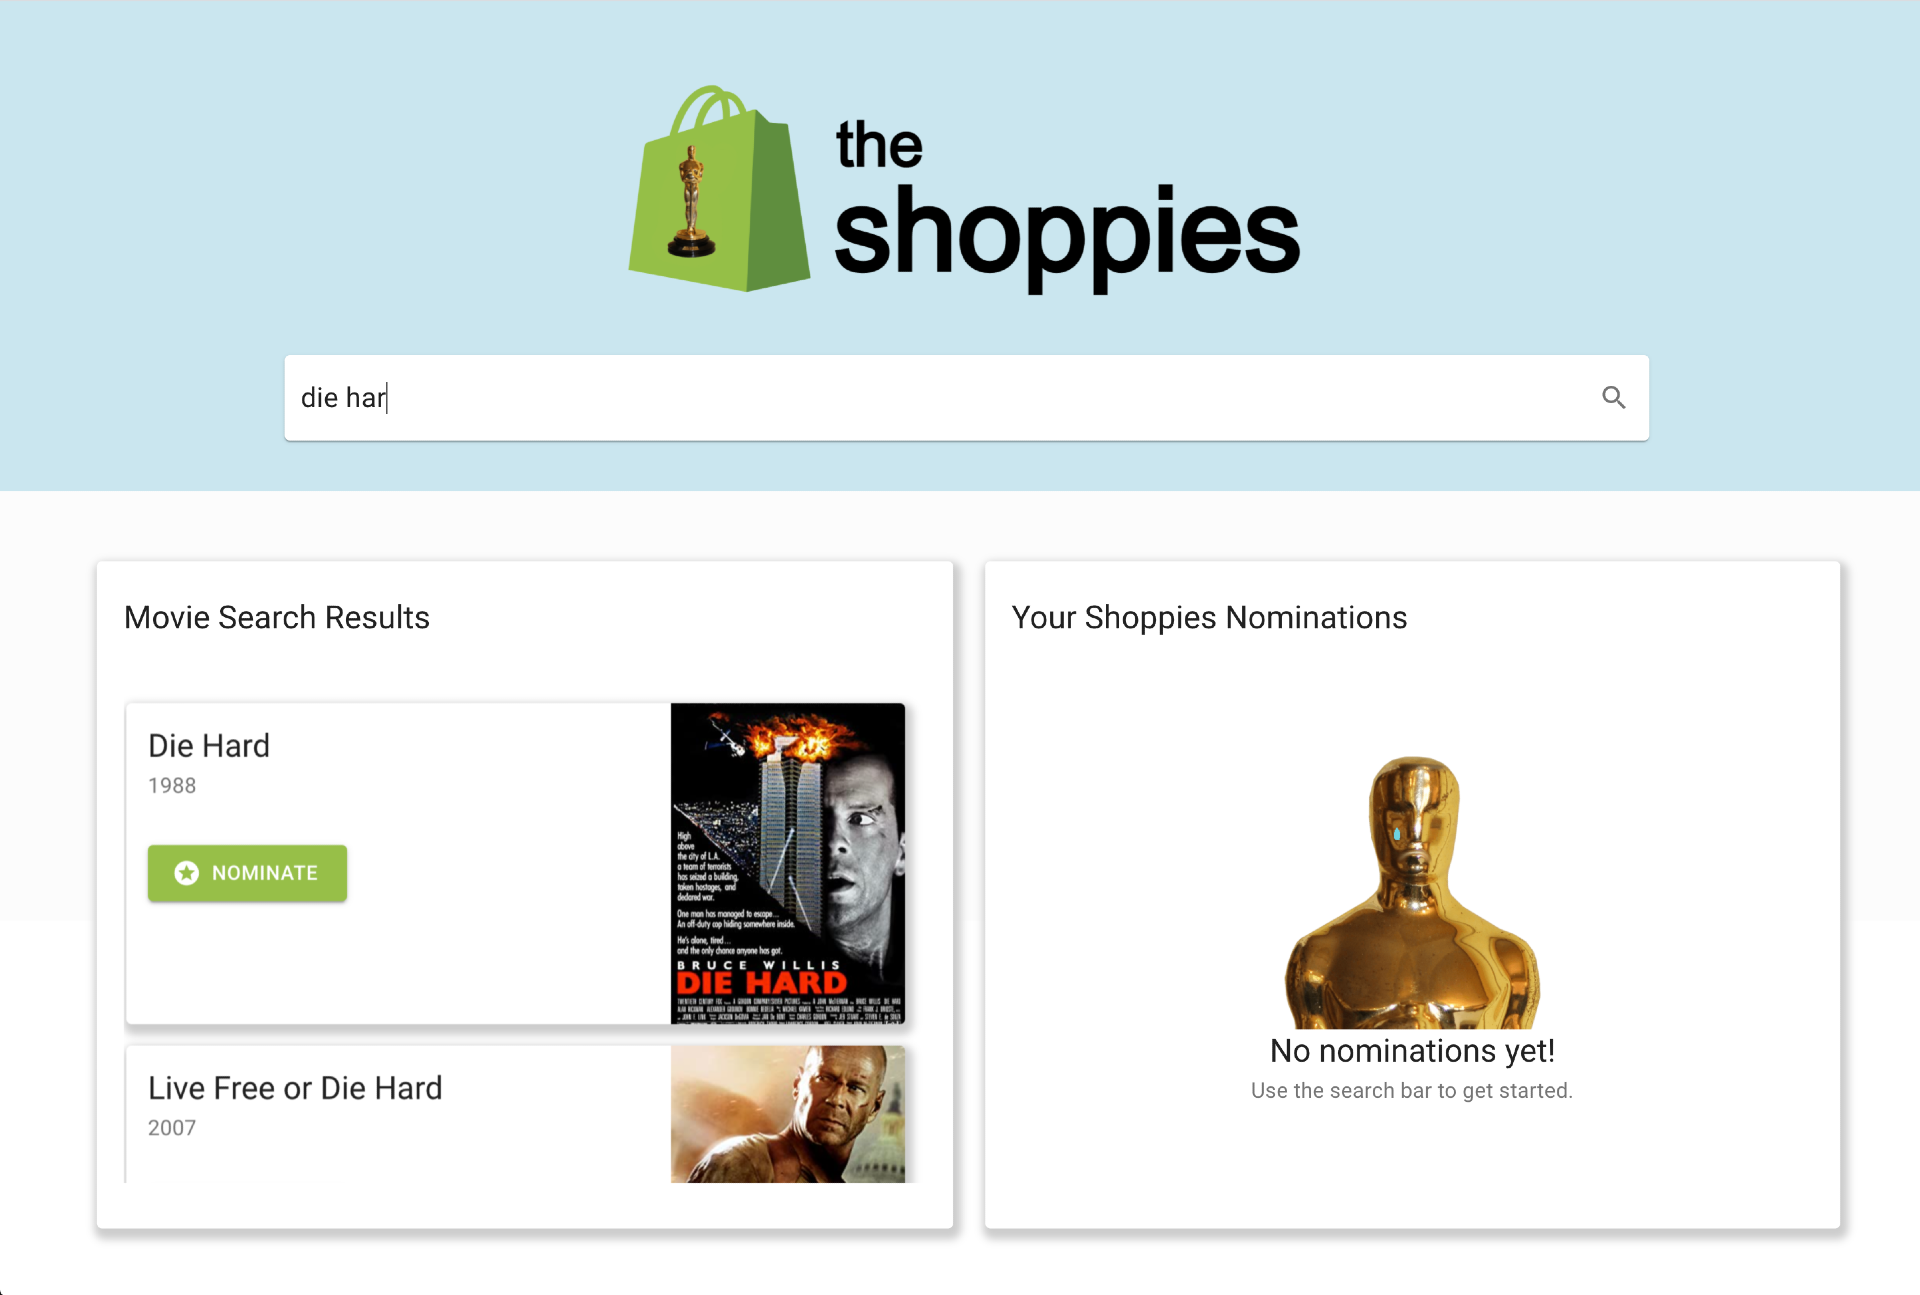 the
shoppies
die har
Movie Search Results
Die Hard
1988
NOMINATE
High
above
the city of L.A.
a team of terrorists
has seized a building,
taken hostages, and
declared war.
One man has managed to escape...
An off-duty cop hiding somewhere inside.
He's alone, tired...
and the only chance anyone has got.
BRUCE WILLIS
DIE HARD
Live Free or Die Hard
2007
Your Shoppies Nominations
No nominations yet!
Use the search bar to get started.